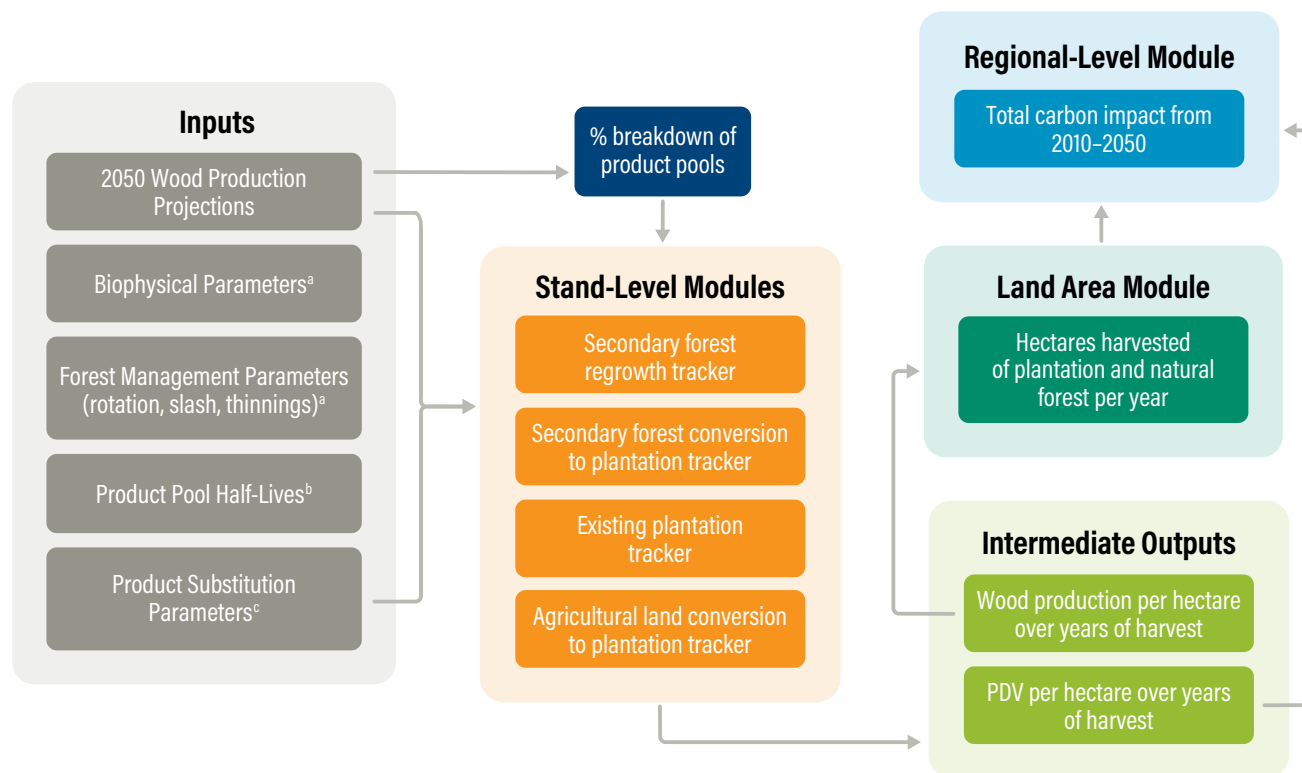 Inputs
2050 Wood Production
Projections
Biophysical Parametersª
Forest Management Parameters
(rotation, slash, thinnings)ª
Product Pool Half-Livesᵇ
Product Substitution
Parametersᶜ
% breakdown of
product pools
Stand-Level Modules
Secondary forest
regrowth tracker
Secondary forest conversion
to plantation tracker
Existing plantation
tracker
Agricultural land conversion
to plantation tracker
Regional-Level Module
Total carbon impact from
2010–2050
Land Area Module
Hectares harvested
of plantation and natural
forest per year
Intermediate Outputs
Wood production per hectare
over years of harvest
PDV per hectare over years
of harvest